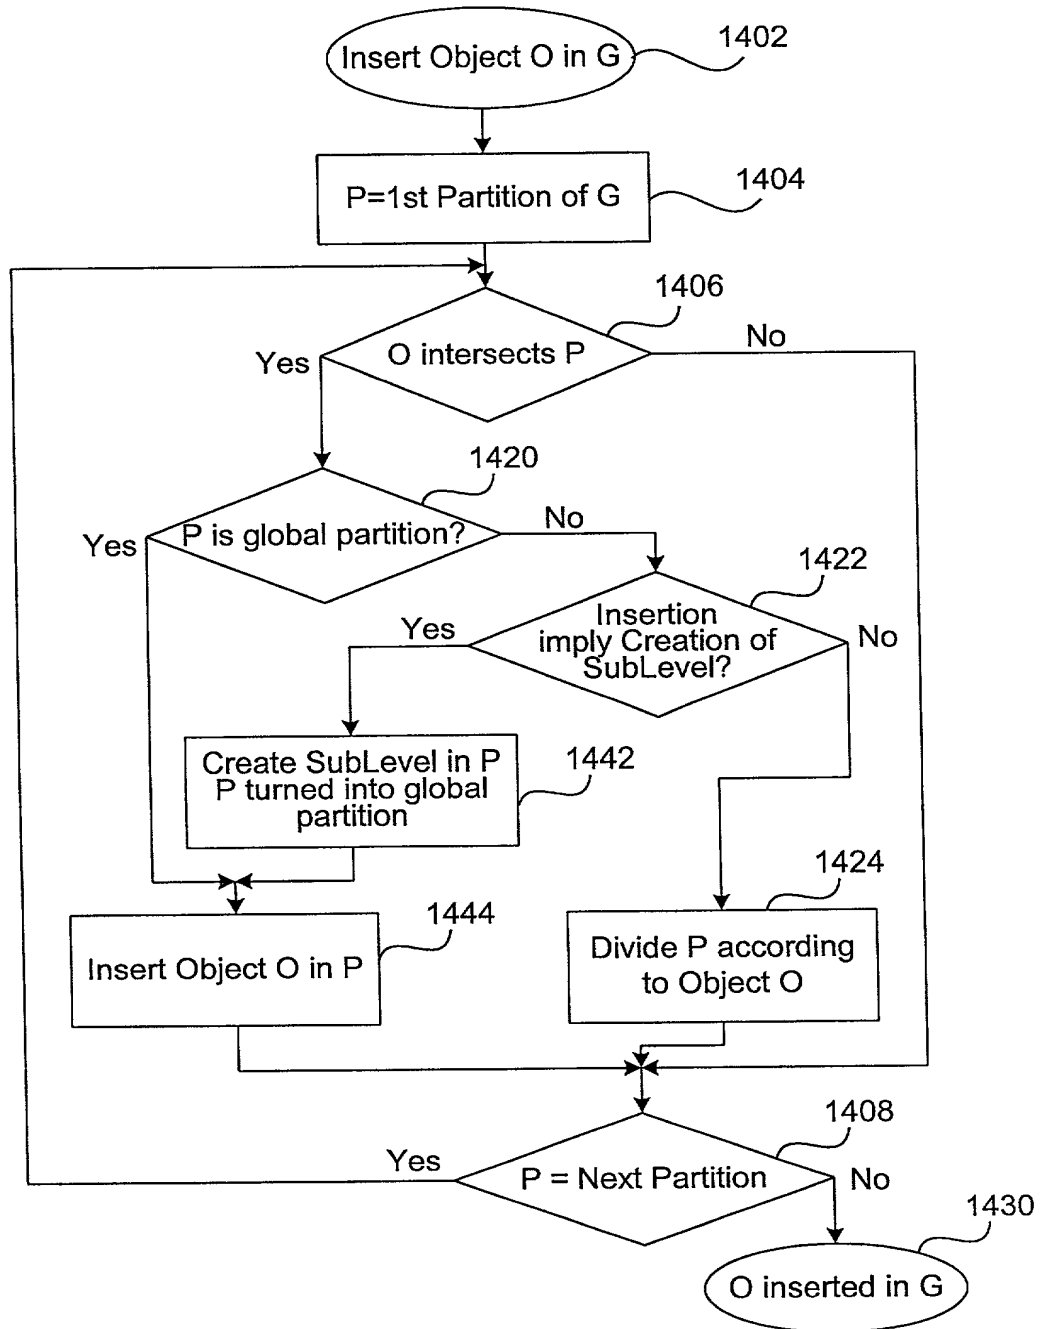 Insert Object O in G
1402
P=1st Partition of G
1404
1406
O intersects P
Yes
No
1420
P is global partition?
Yes
No
1422
Insertion
imply Creation of
SubLevel?
Yes
No
Create SubLevel in P
P turned into global
partition
1442
1424
1444
Insert Object O in P
Divide P according
to Object O
1408
Yes
P = Next Partition
No
1430
O inserted in G